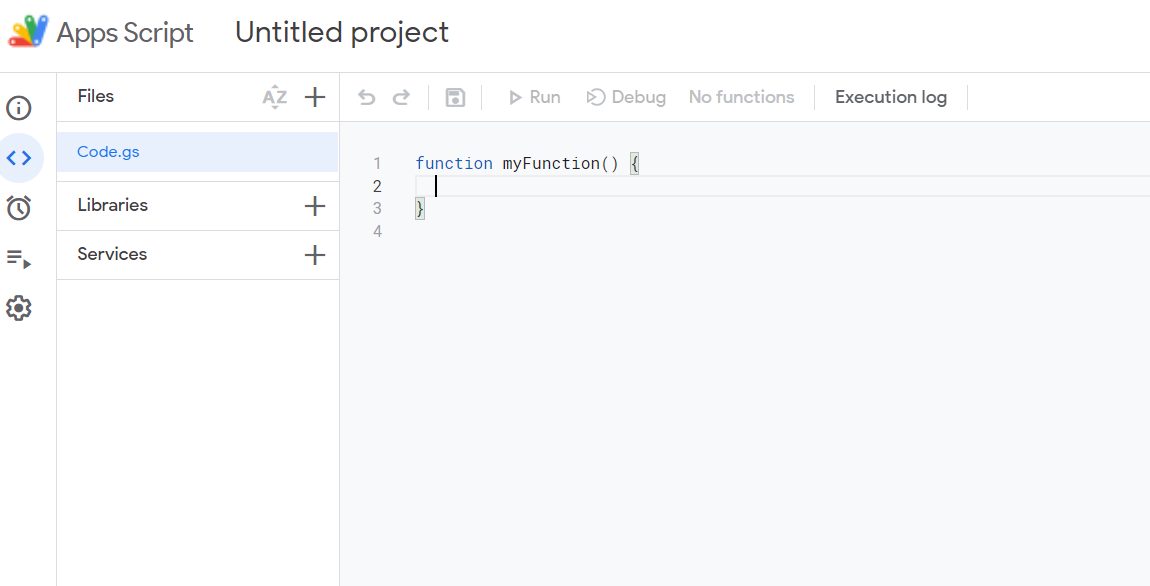 Apps Script Untitled project
Files AZ
Code.gs
Libraries
Services
Run Debug No functions Execution log
1 function myFunction() {
2
3 }
4